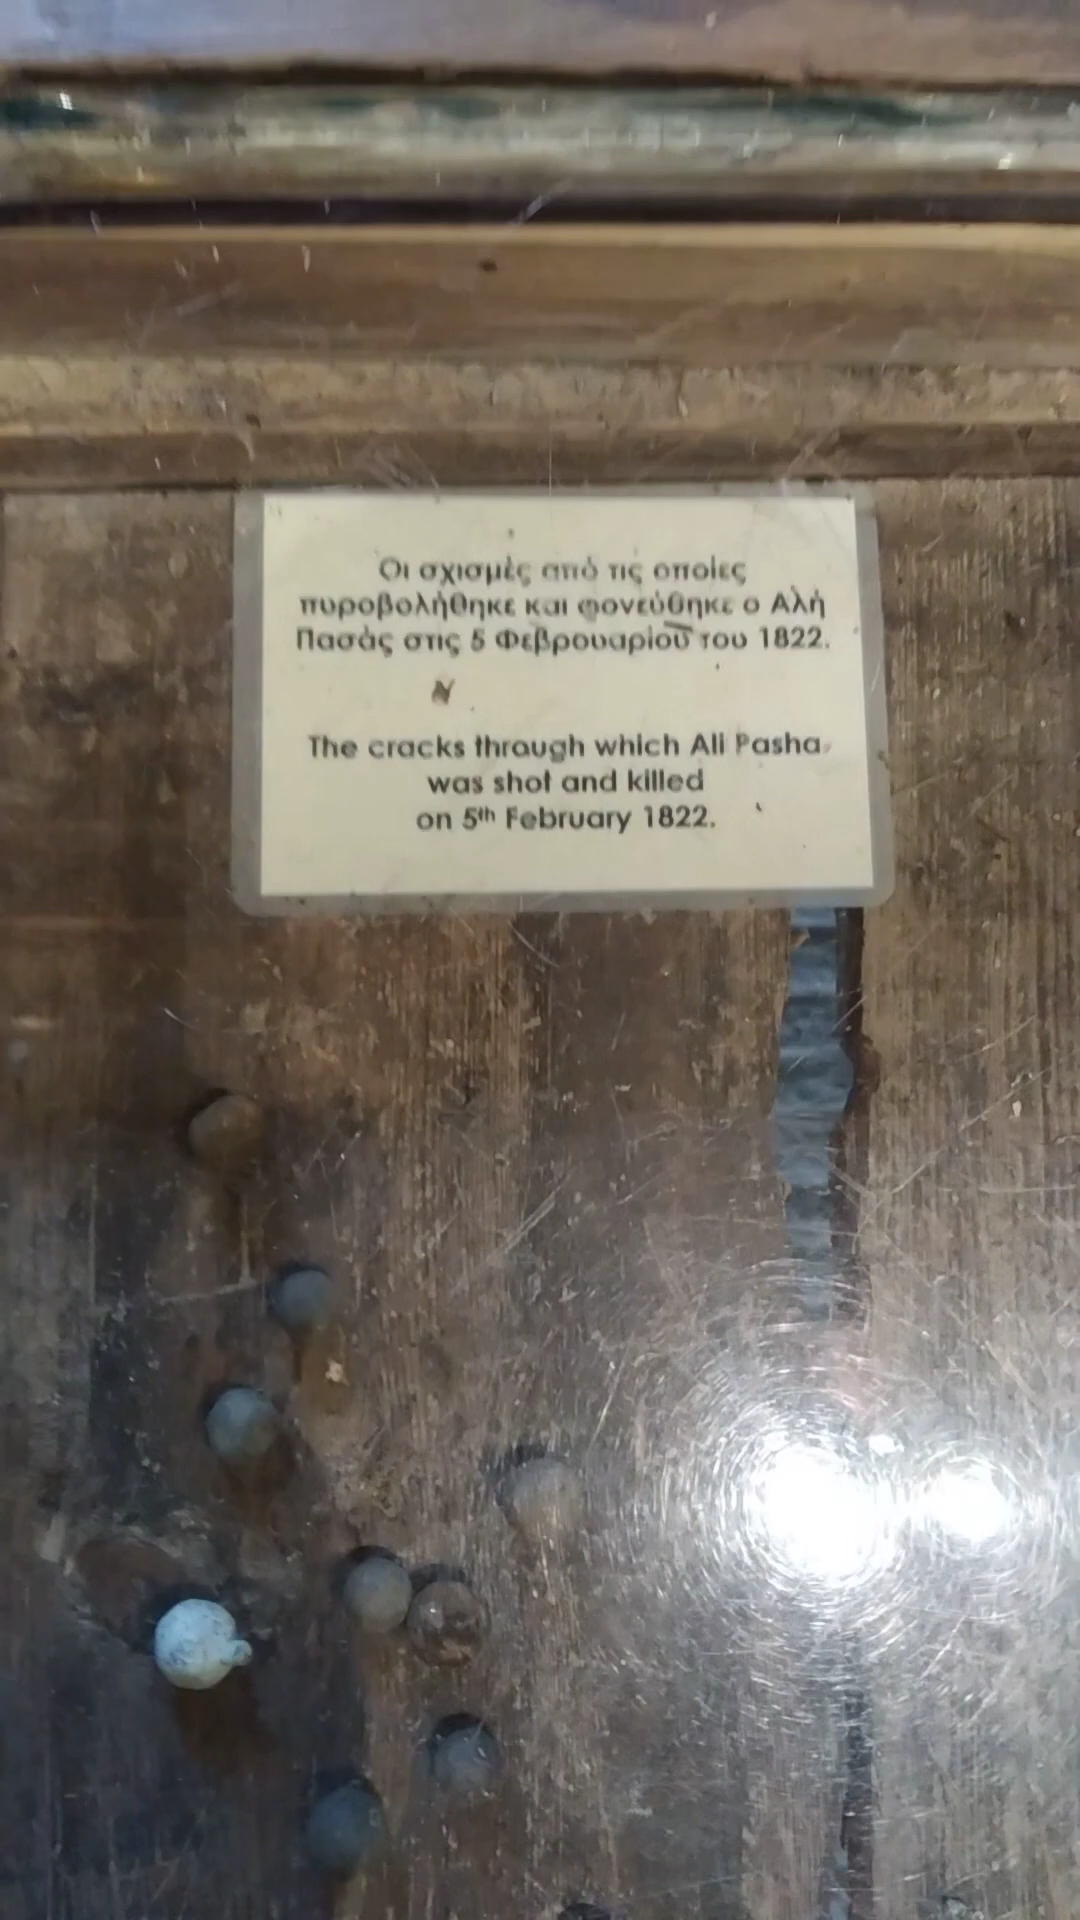 Οι σχισμές από τις οποίες
πυροβολήθηκε και φονεύθηκε ο Αλή
Πασάς στις 5 Φεβρουαρίου του 1822.
The cracks through which Ali Pasha
was shot and killed
on 5th February 1822.